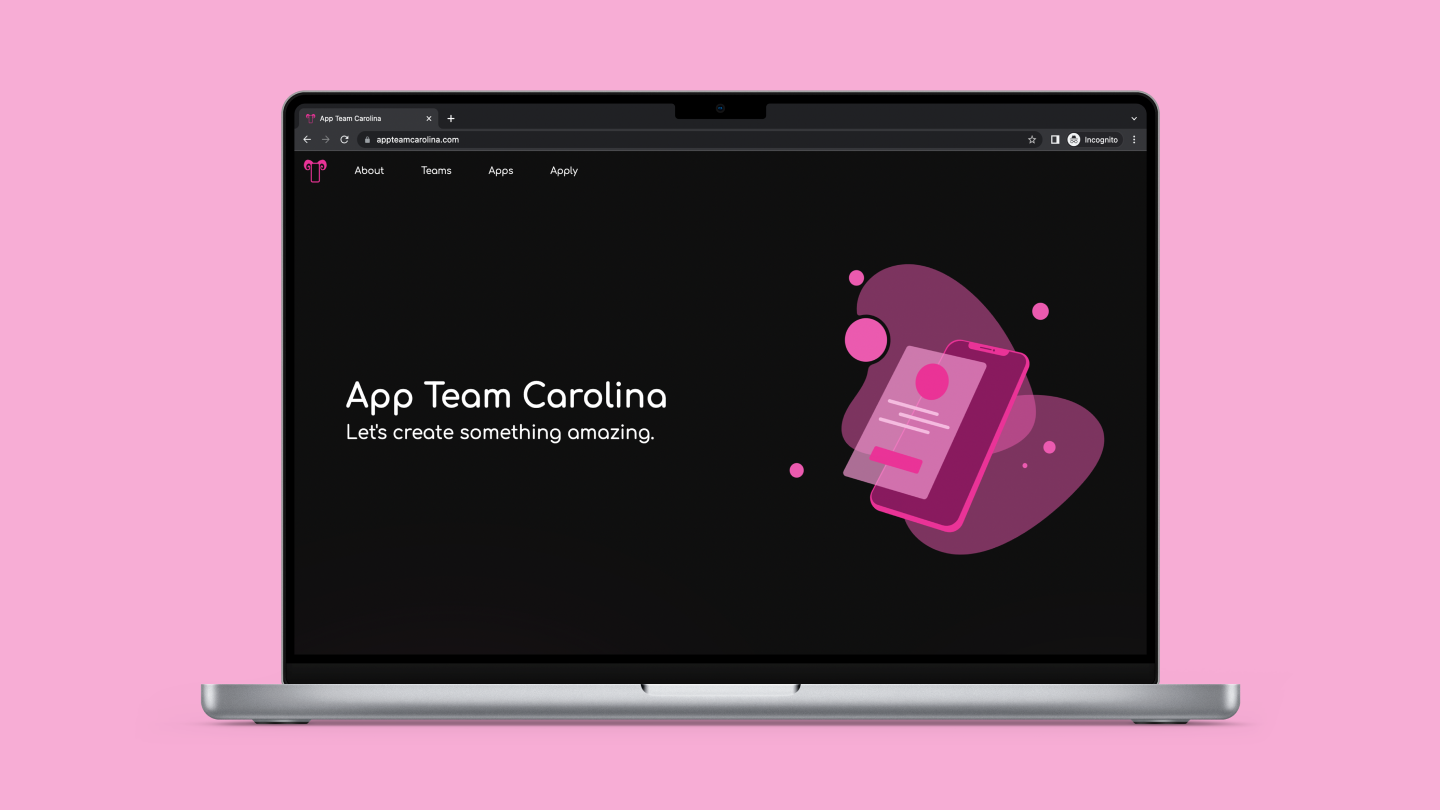 App Team Carolina
appteamcarolina.com
Incognito
About Teams Apps Apply
App Team Carolina
Let's create something amazing.